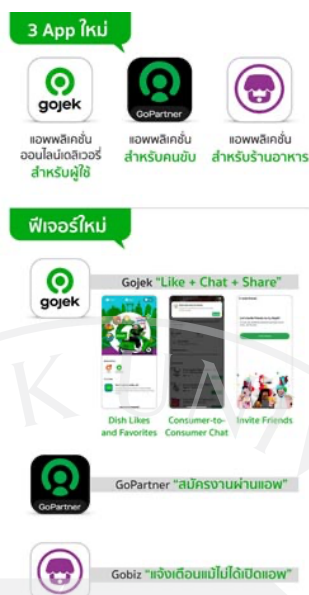 3 App ใหม่
gojek
GoPartner
แอพพลิเคชั่น
ออนไลน์เดลิเวอรี่
สำหรับผู้ใช้
แอพพลิเคชั่น
สำหรับคนขับ
แอพพลิเคชั่น
สำหรับร้านอาหาร
ฟีเจอร์ใหม่
gojek
Gojek "Like + Chat + Share"
Dish Likes
and Favorites
Consumer-to-
Consumer Chat
Invite Friends
GoPartner
GoPartner "สมัครงานผ่านแอพ"
Gobiz "แจ้งเตือนแม้ไม่ได้เปิดแอพ"